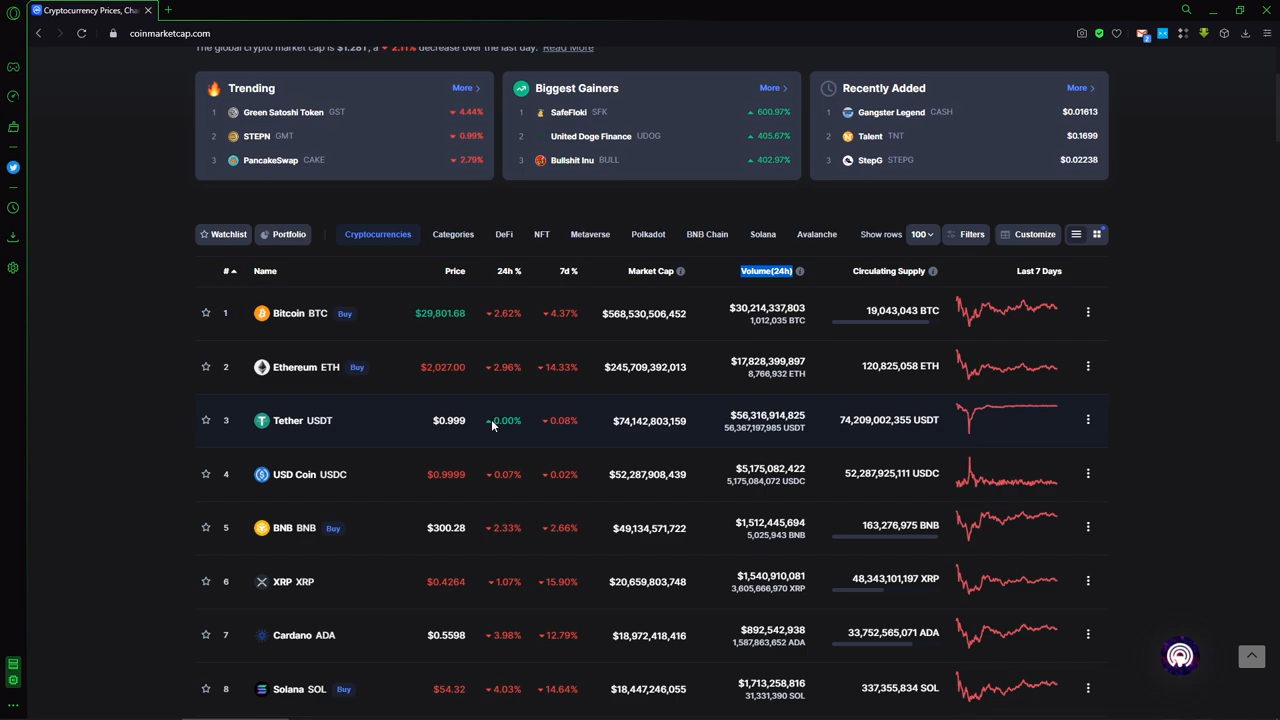 Cryptocurrency Prices, Cha
coinmarketcap.com
2
The global crypto market cap is $1.28T, a 2.11% decrease over the last day. Read More
Trending More
1 Green Satoshi Token GST 4.44%
2 STEPN GMT 0.99%
3 PancakeSwap CAKE 2.79%
Biggest Gainers More
1 SafeFloki SFK 600.97%
2 United Doge Finance UDOG 405.67%
3 Bullshit Inu BULL 402.97%
Recently Added More
1 Gangster Legend CASH $0.01613
2 Talent TNT $0.1699
3 StepG STEPG $0.02238
Watchlist Portfolio Cryptocurrencies Categories DeFi NFT Metaverse Polkadot BNB Chain Solana Avalanche Show rows 100 Filters Customize
# Name Price 24h % 7d % Market Cap Volume(24h) Circulating Supply Last 7 Days
1 Bitcoin BTC Buy $29,801.68 2.62% 4.37% $568,530,506,452 $30,214,337,803 19,043,043 BTC
1,012,035 BTC
2 Ethereum ETH Buy $2,027.00 2.96% 14.33% $245,709,392,013 $17,828,399,897 120,825,058 ETH
8,766,932 ETH
3 Tether USDT $0.999 0.00% 0.08% $74,142,803,159 $56,316,914,825 74,209,002,355 USDT
56,367,197,985 USDT
4 USD Coin USDC $0.9999 0.07% 0.02% $52,287,908,439 $5,175,082,422 52,287,925,111 USDC
5,175,084,072 USDC
5 BNB BNB Buy $300.28 2.33% 2.66% $49,134,571,722 $1,512,445,694 163,276,975 BNB
5,025,943 BNB
6 XRP XRP $0.4264 1.07% 15.90% $20,659,803,748 $1,540,910,081 48,343,101,197 XRP
3,605,666,970 XRP
7 Cardano ADA $0.5598 3.98% 12.79% $18,972,418,416 $892,542,938 33,752,565,071 ADA
1,587,863,652 ADA
8 Solana SOL Buy $54.32 4.03% 14.64% $18,447,246,055 $1,713,258,816 337,355,834 SOL
31,331,390 SOL